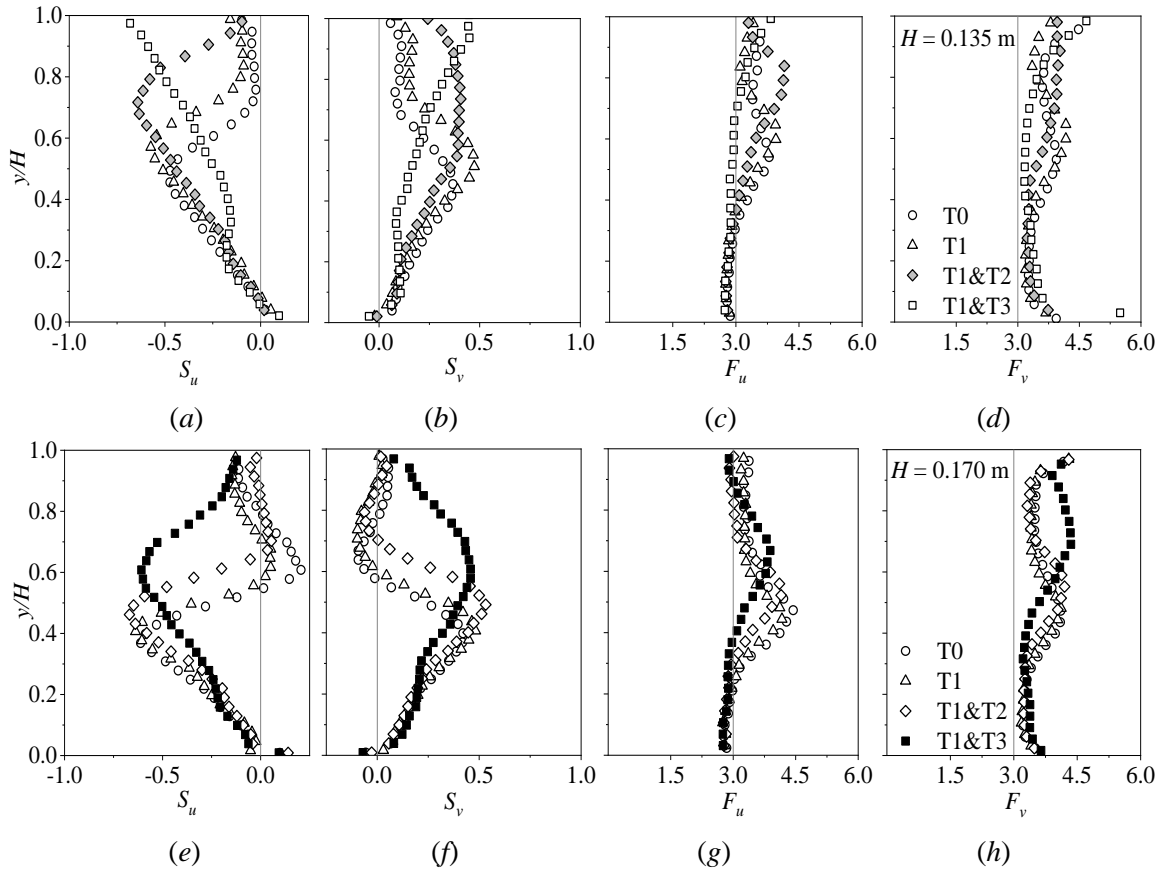 1.0
0.8
0.6
0.4
0.2
0.0
y/H
-1.0 -0.5 0.0
S_u
0.0 0.5 1.0
S_v
1.5 3.0 4.5 6.0
F_u
H = 0.135 m
T0
T1
T1&T2
T1&T3
1.5 3.0 4.5 6.0
F_v
(a) (b) (c) (d)
1.0
0.8
0.6
0.4
0.2
0.0
y/H
-1.0 -0.5 0.0
S_u
0.0 0.5 1.0
S_v
1.5 3.0 4.5 6.0
F_u
H = 0.170 m
T0
T1
T1&T2
T1&T3
1.5 3.0 4.5 6.0
F_v
(e) (f) (g) (h)